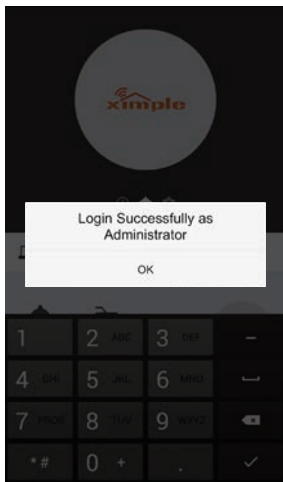 ximple
Login Successfully as
Administrator
OK
1
2 ABC
3 DEF
-
4 GHI
5 JKL
6 MNO
7 PQRS
8 TUV
9 WXYZ
* #
0 +
.